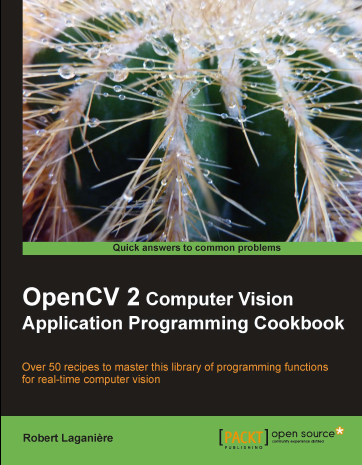 Quick answers to common problems
OpenCV 2 Computer Vision
Application Programming Cookbook
Over 50 recipes to master this library of programming functions
for real-time computer vision
Robert Laganière
[PACKT] open source*
PUBLISHING community experience distilled